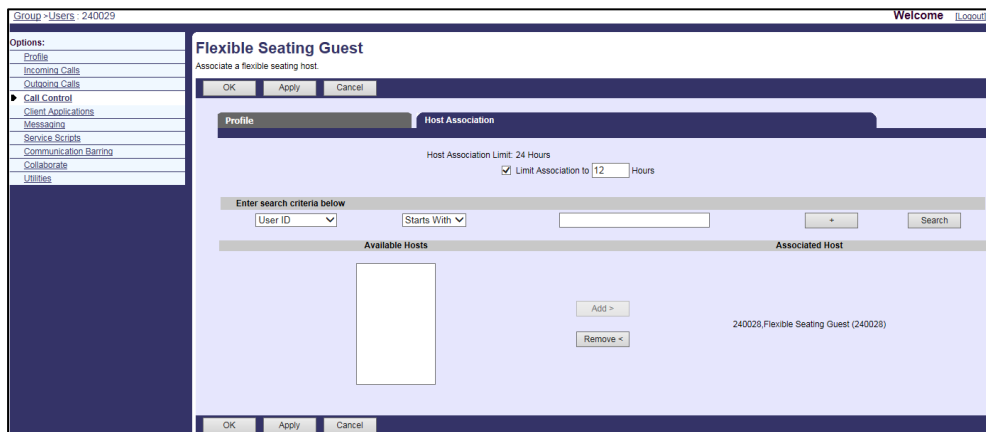 Group >Users : 240029
Welcome [Logout]
Options:
Profile
Incoming Calls
Outgoing Calls
Call Control
Client Applications
Messaging
Service Scripts
Communication Barring
Collaborate
Utilities
Flexible Seating Guest
Associate a flexible seating host.
OK Apply Cancel
Profile Host Association
Host Association Limit: 24 Hours
Limit Association to 12 Hours
Enter search criteria below
User ID Starts With + Search
Available Hosts Associated Host
Add >
240028,Flexible Seating Guest (240028)
Remove <
OK Apply Cancel